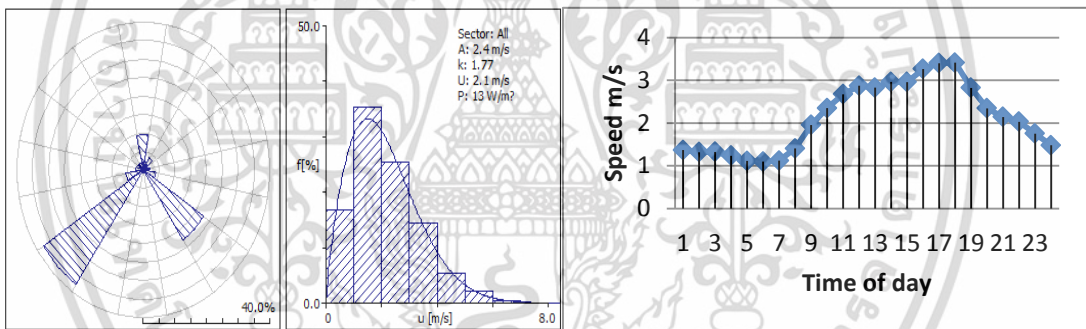 40.0%
50.0
Sector: All
A: 2.4 m/s
k: 1.77
U: 2.1 m/s
P: 13 W/m?
f[%]
0.0
0
u [m/s]
8.0
Speed m/s
4
3
2
1
0
1 3 5 7 9 11 13 15 17 19 21 23
Time of day